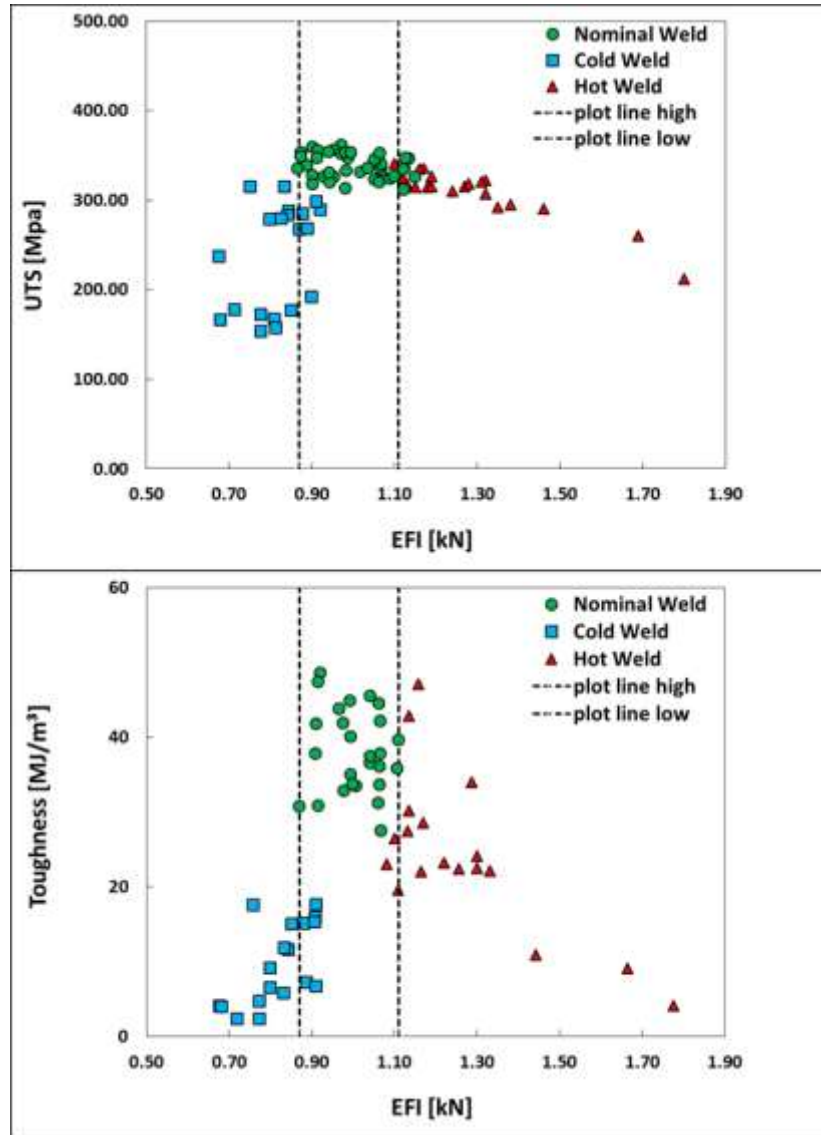 500.00
400.00
300.00
200.00
100.00
0.00
UTS [Mpa]
Nominal Weld
Cold Weld
Hot Weld
plot line high
plot line low
0.50 0.70 0.90 1.10 1.30 1.50 1.70 1.90
EFI [kN]
60
40
20
0
Toughness [MJ/m³]
Nominal Weld
Cold Weld
Hot Weld
plot line high
plot line low
0.50 0.70 0.90 1.10 1.30 1.50 1.70 1.90
EFI [kN]